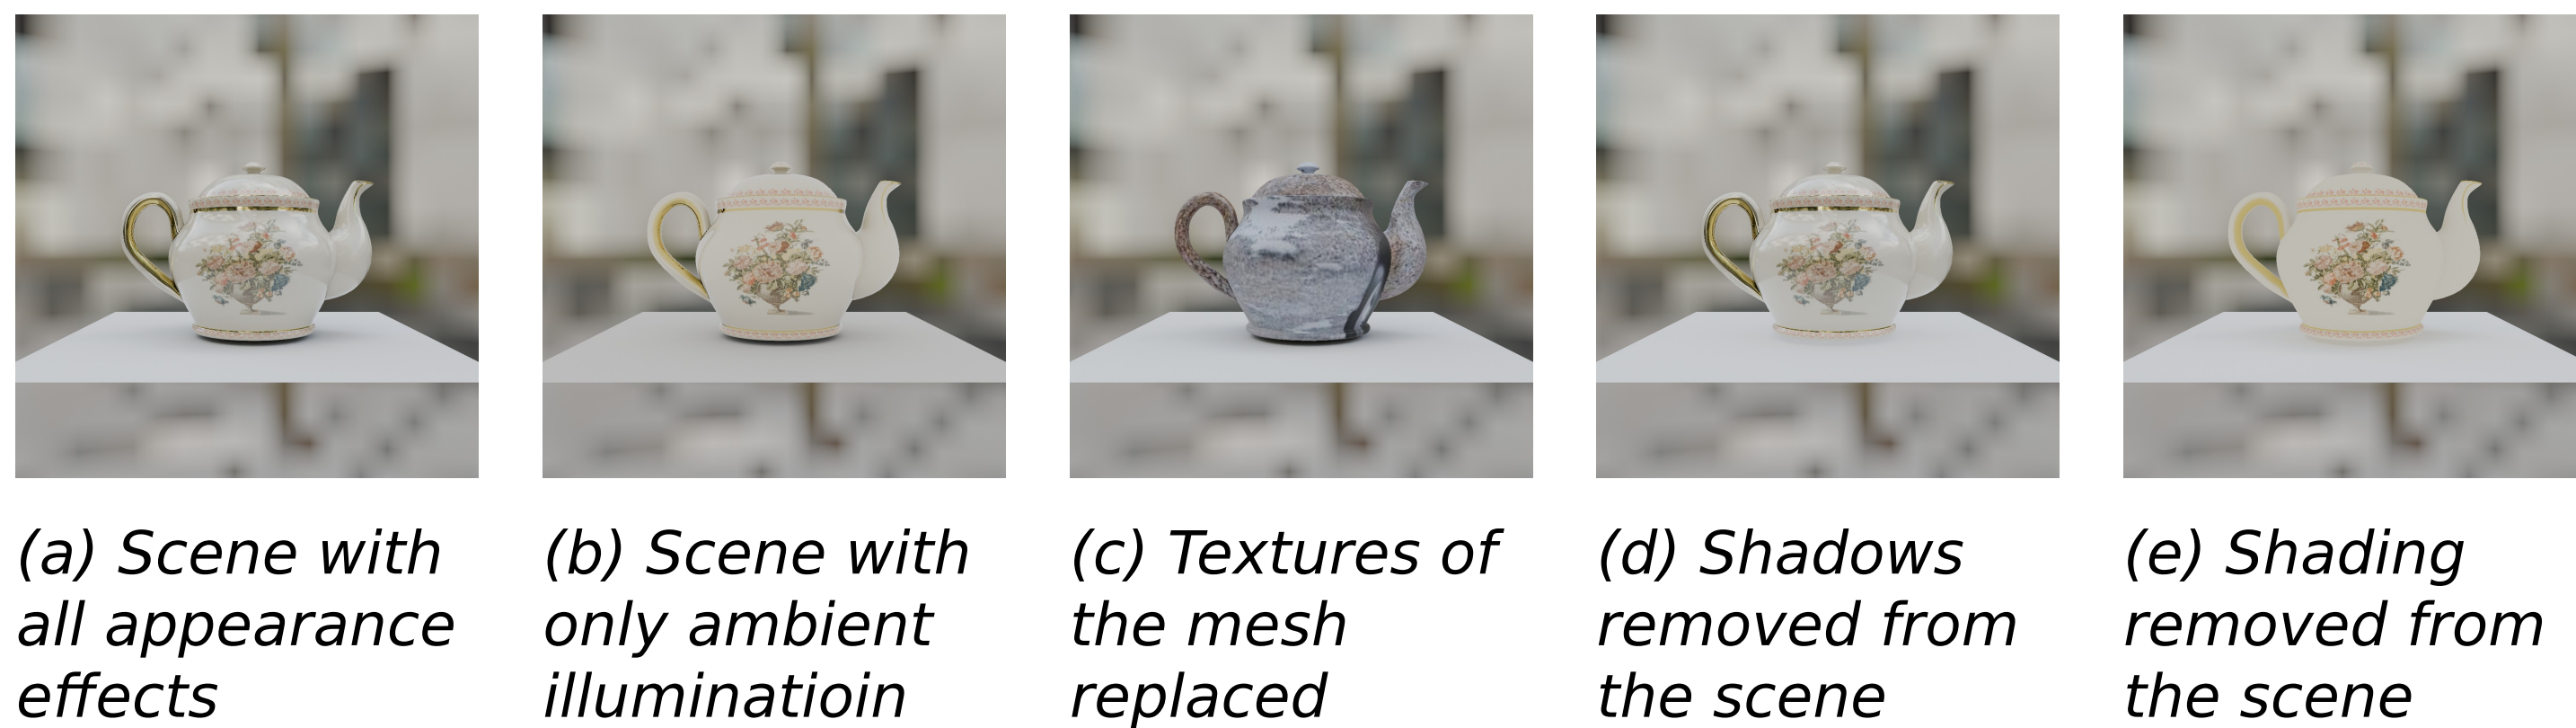 (a) Scene with
all appearance
effects
(b) Scene with
only ambient
illuminatioin
(c) Textures of
the mesh
replaced
(d) Shadows
removed from
the scene
(e) Shading
removed from
the scene